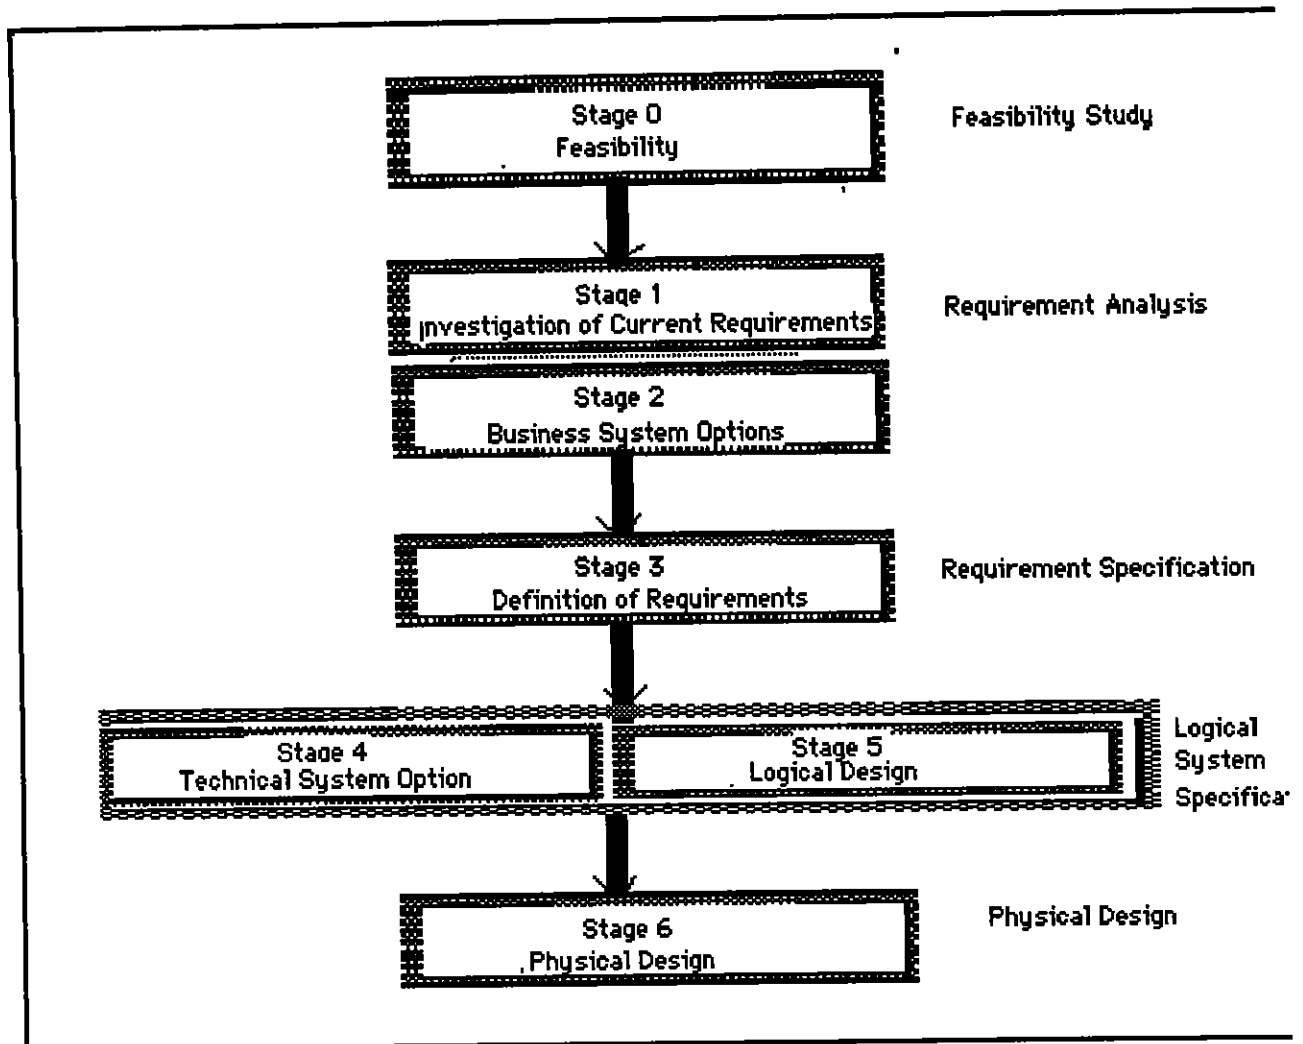 Stage 0
Feasibility
Feasibility Study
Stage 1
Investigation of Current Requirements
Requirement Analysis
Stage 2
Business System Options
Stage 3
Definition of Requirements
Requirement Specification
Stage 4
Technical System Option
Stage 5
Logical Design
Logical
System
Specifica
Stage 6
Physical Design
Physical Design